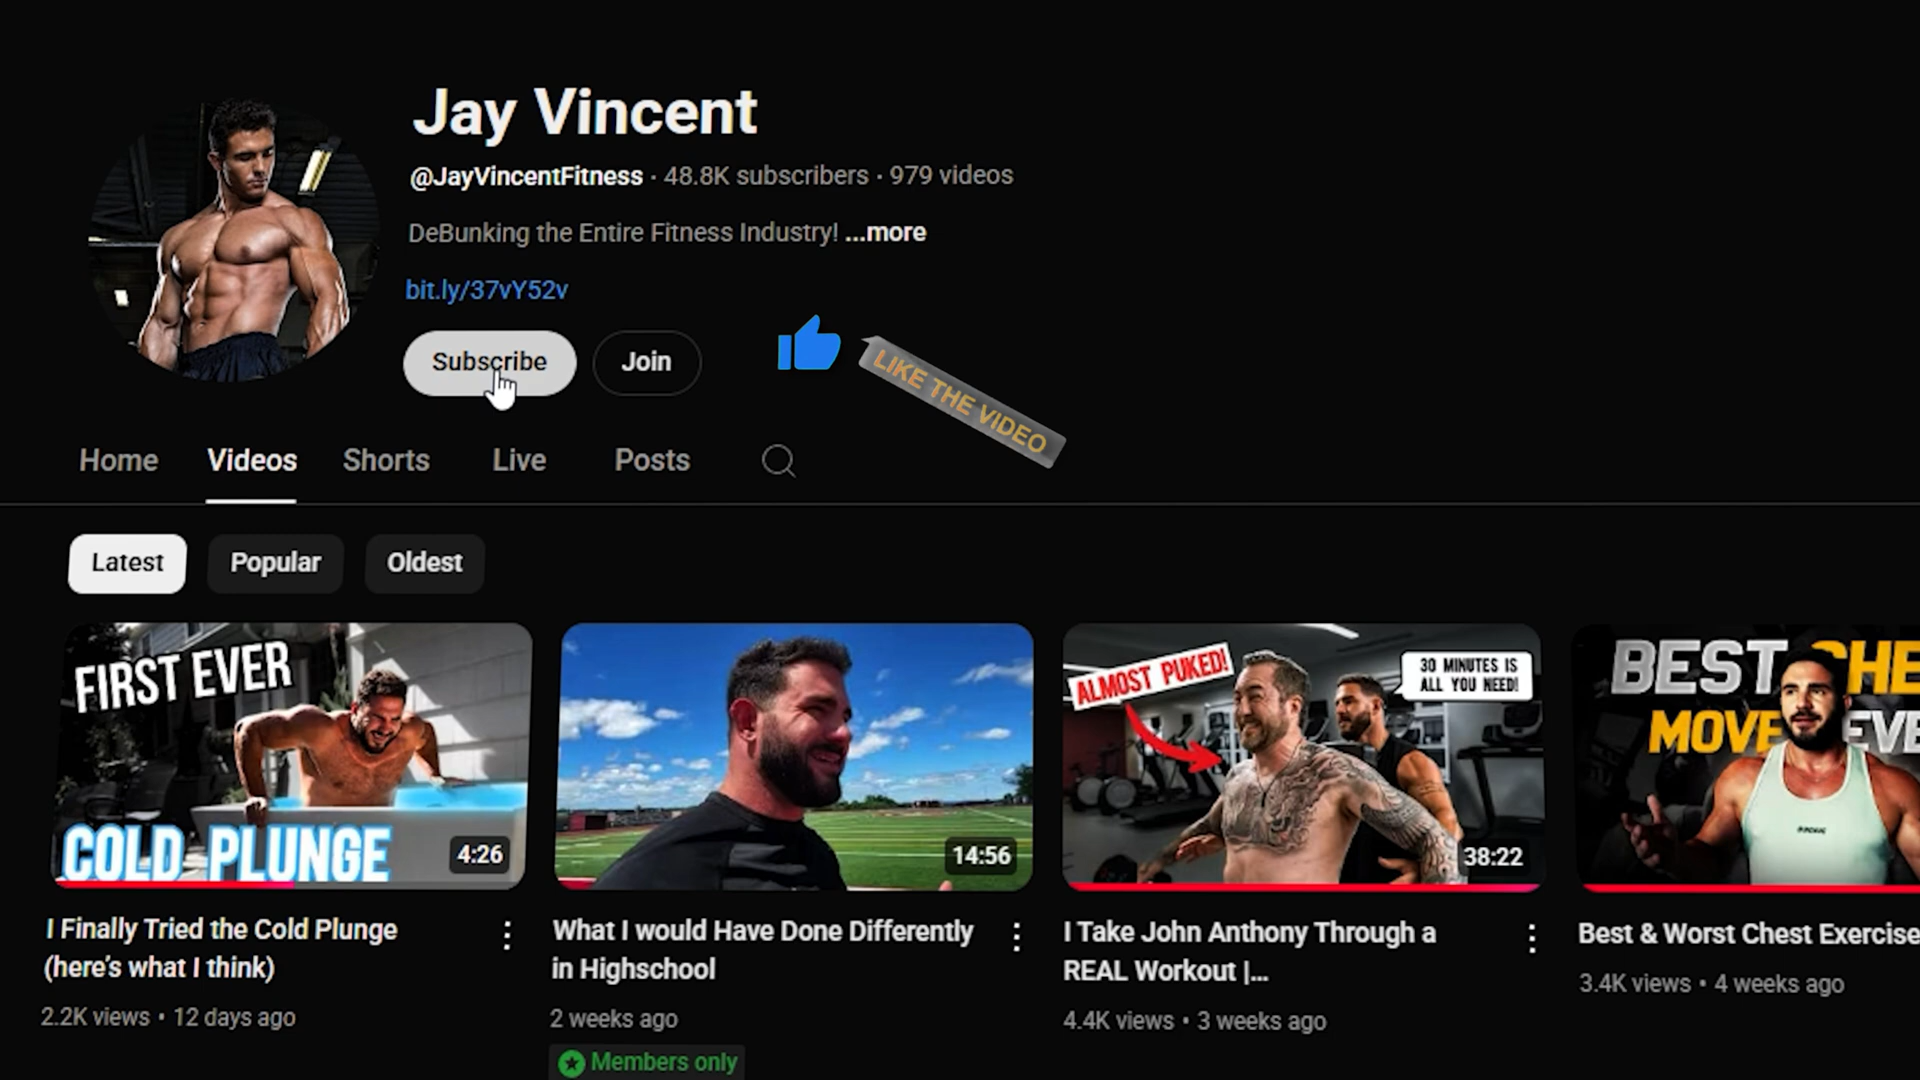 Jay Vincent
@JayVincentFitness · 48.8K subscribers · 979 videos
DeBunking the Entire Fitness Industry! ...more
bit.ly/37vY52v
Subscribe
Join
LIKE THE VIDEO
Home
Videos
Shorts
Live
Posts
Latest
Popular
Oldest
FIRST EVER
COLD PLUNGE
4:26
14:56
ALMOST PUKED!
30 MINUTES IS
ALL YOU NEED!
38:22
BEST CHE
MOVE EVE
I Finally Tried the Cold Plunge
(here's what I think)
2.2K views • 12 days ago
What I would Have Done Differently
in Highschool
2 weeks ago
Members only
I Take John Anthony Through a
REAL Workout |...
4.4K views • 3 weeks ago
Best & Worst Chest Exercise
3.4K views • 4 weeks ago